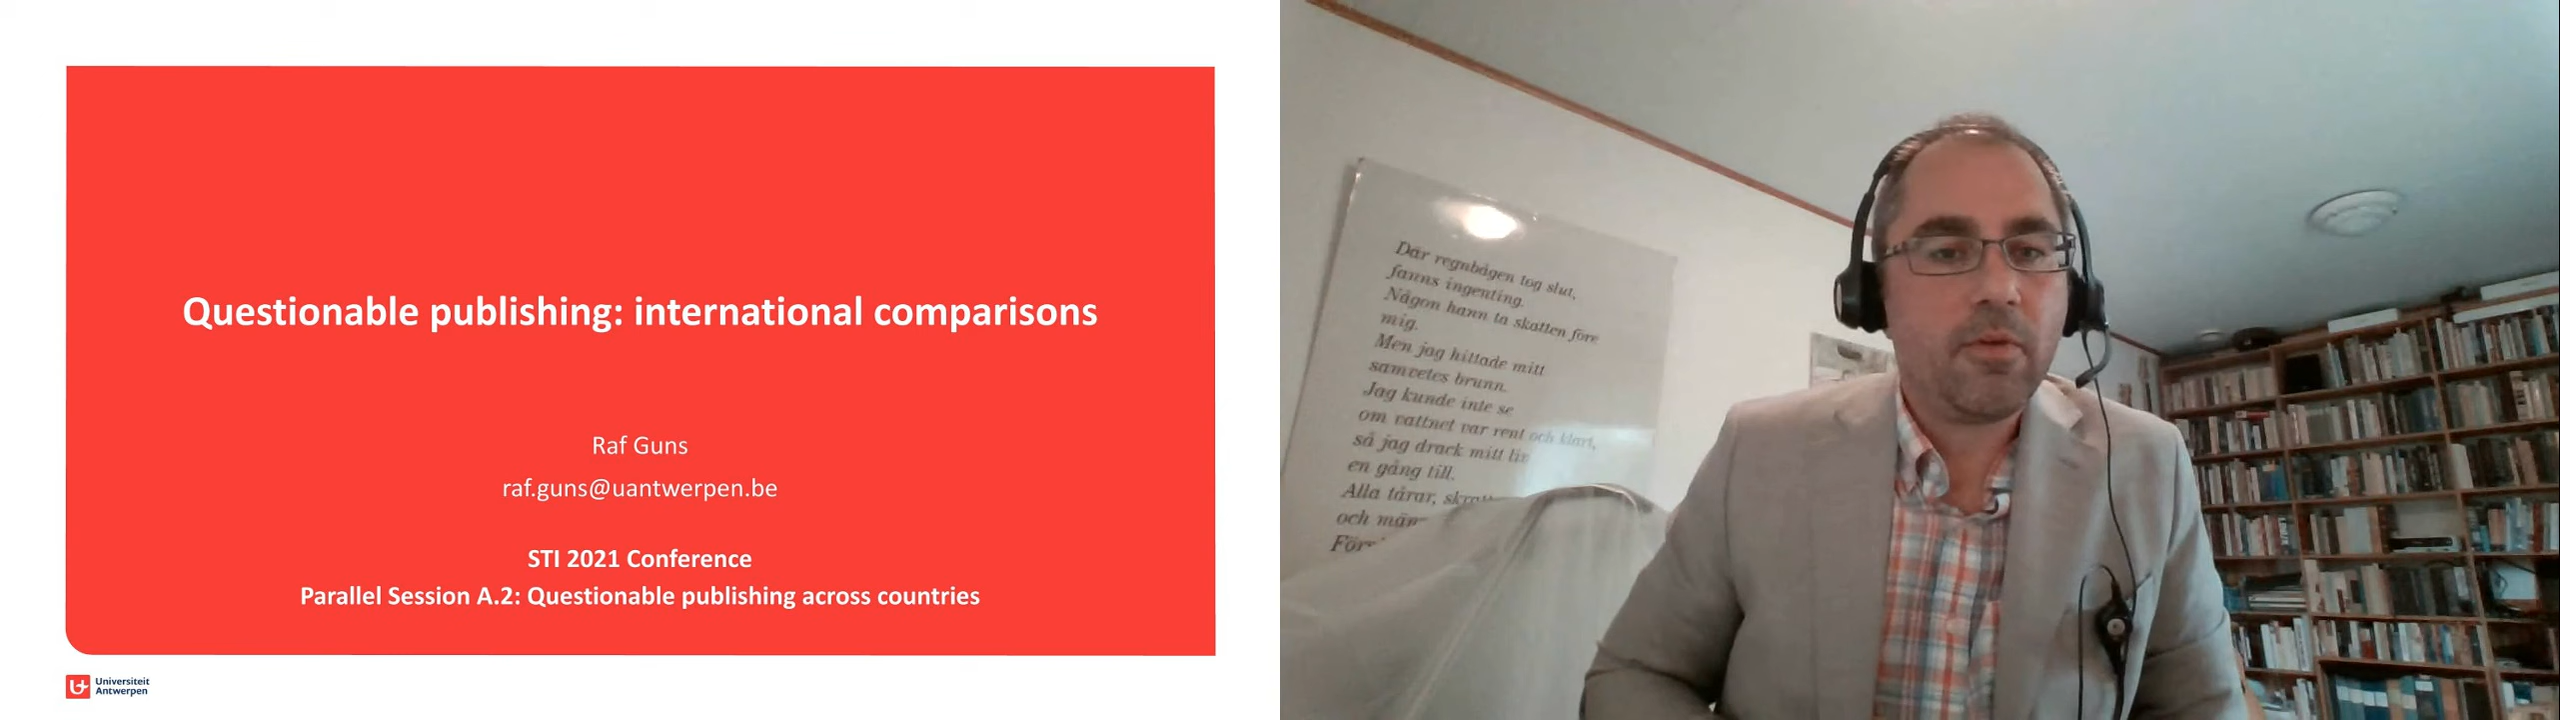 Questionable publishing: international comparisons
Raf Guns
raf.guns@uantwerpen.be
STI 2021 Conference
Parallel Session A.2: Questionable publishing across countries
Universiteit
Antwerpen
Där regnbågen tog slut,
fanns ingenting.
Någon hann ta skatten före
mig.
Men jag hittade mitt
samvetes brunn.
Jag kunde inte se
om vattnet var rent och klart,
så jag drack mitt liv
en gång till.
Alla tårar,
och